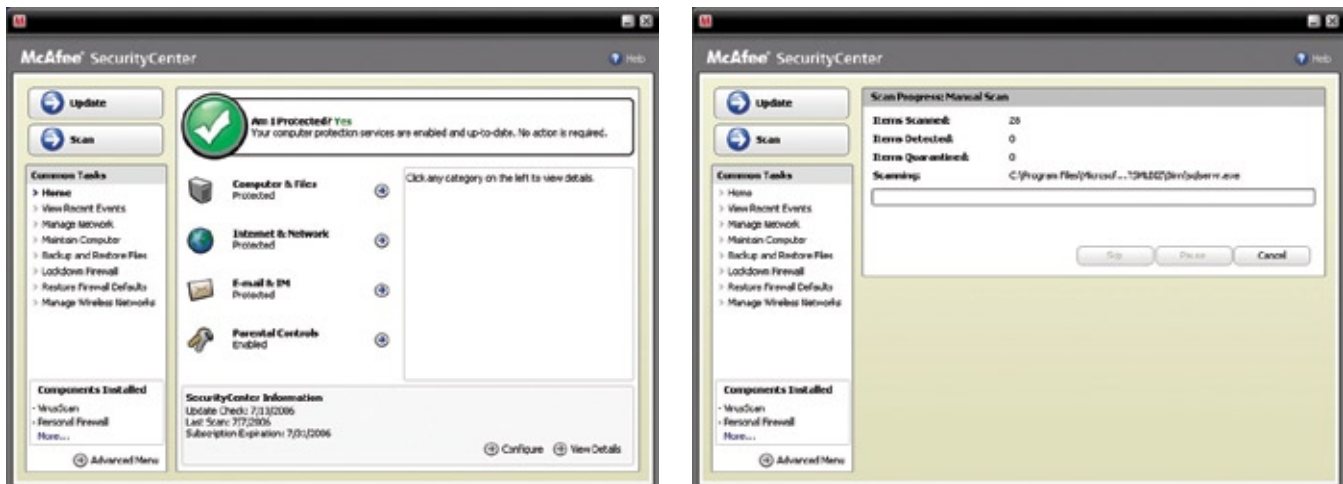 McAfee® SecurityCenter
Help
Update
Scan
Common Tasks
Home
View Recent Events
Manage Network
Maintain Computer
Backup and Restore Files
Lockdown Firewall
Restore Firewall Defaults
Manage Wireless Networks
Components Installed
VirusScan
Personal Firewall
More...
Advanced Menu
Am I Protected? Yes
Your computer protection services are enabled and up-to-date. No action is required.
Computer & Files
Protected
Internet & Network
Protected
E-mail & IM
Protected
Parental Controls
Enabled
Click any category on the left to view details.
SecurityCenter Information
Update Check: 7/13/2006
Last Scan: 7/7/2006
Subscription Expiration: 7/31/2006
Configure
View Details
McAfee® SecurityCenter
Help
Update
Scan
Common Tasks
Home
View Recent Events
Manage Network
Maintain Computer
Backup and Restore Files
Lockdown Firewall
Restore Firewall Defaults
Manage Wireless Networks
Components Installed
VirusScan
Personal Firewall
More...
Advanced Menu
Scan Progress: Manual Scan
Items Scanned: 28
Items Detected: 0
Items Quarantined: 0
Scanning:
Skip
Pause
Cancel